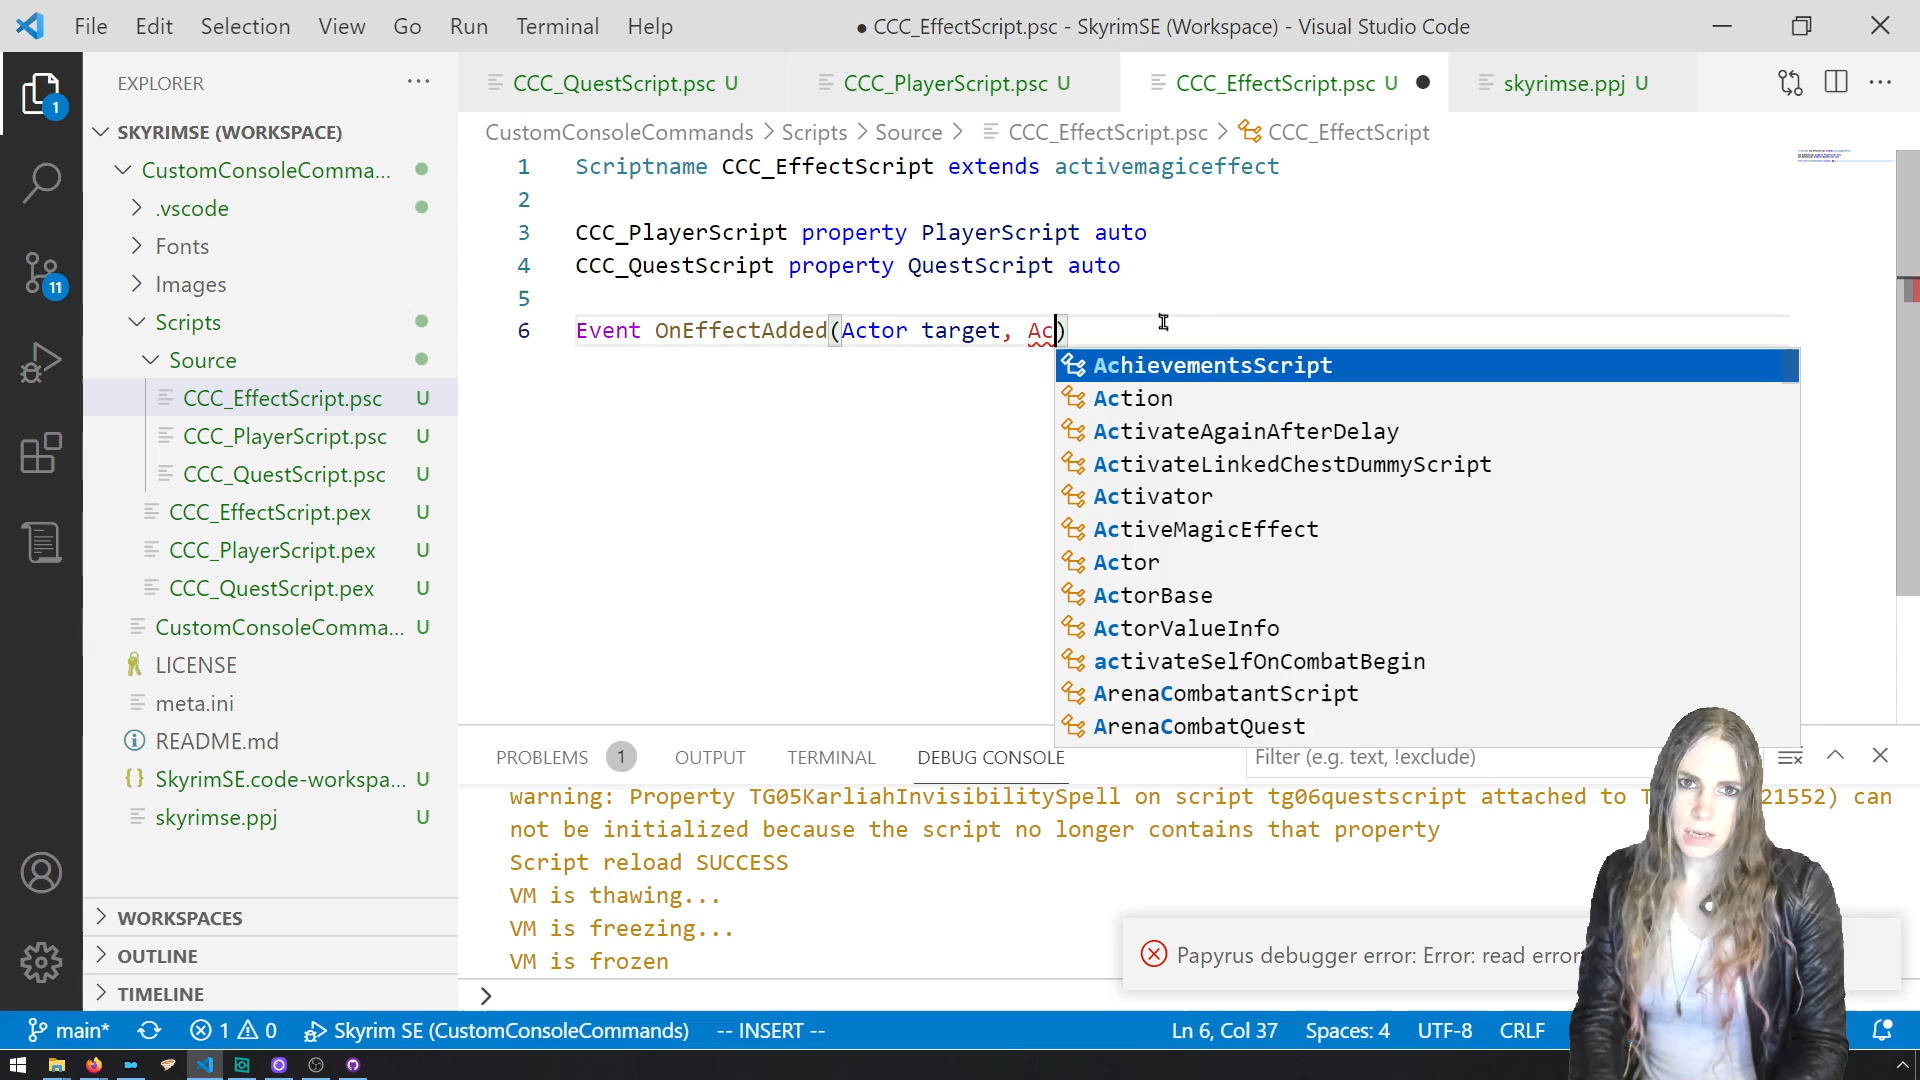 File Edit Selection View Go Run Terminal Help
● CCC_EffectScript.psc - SkyrimSE (Workspace) - Visual Studio Code
EXPLORER
CCC_QuestScript.psc U
CCC_PlayerScript.psc U
CCC_EffectScript.psc U
skyrimse.ppj U
CustomConsoleCommands > Scripts > Source > CCC_EffectScript.psc > CCC_EffectScript
1
SKYRIMSE (WORKSPACE)
CustomConsoleComma...
.vscode
Fonts
Images
Scripts
Source
CCC_EffectScript.psc U
CCC_PlayerScript.psc U
CCC_QuestScript.psc U
CCC_EffectScript.pex U
CCC_PlayerScript.pex U
CCC_QuestScript.pex U
CustomConsoleComma... U
LICENSE
meta.ini
README.md
SkyrimSE.code-workspa... U
skyrimse.ppj U
WORKSPACES
OUTLINE
TIMELINE
11
1 Scriptname CCC_EffectScript extends activemagiceffect
2
3 CCC_PlayerScript property PlayerScript auto
4 CCC_QuestScript property QuestScript auto
5
6 Event OnEffectAdded(Actor target, Ac)
AchievementsScript
Action
ActivateAgainAfterDelay
ActivateLinkedChestDummyScript
Activator
ActiveMagicEffect
Actor
ActorBase
ActorValueInfo
activateSelfOnCombatBegin
ArenaCombatantScript
ArenaCombatQuest
PROBLEMS 1 OUTPUT TERMINAL DEBUG CONSOLE
Filter (e.g. text, !exclude)
warning: Property TG05KarliahInvisibilitySpell on script tg06questscript attached to T 21552) can
not be initialized because the script no longer contains that property
Script reload SUCCESS
VM is thawing...
VM is freezing...
VM is frozen
Papyrus debugger error: Error: read error
main* 1 0 Skyrim SE (CustomConsoleCommands) -- INSERT --
Ln 6, Col 37 Spaces: 4 UTF-8 CRLF